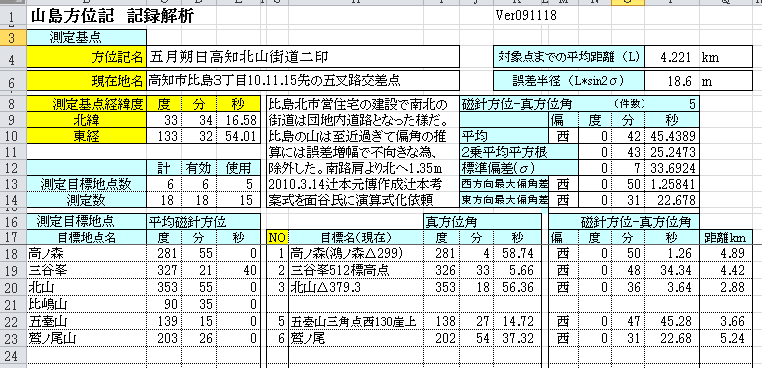 1 山島方位記　記録解析 Ver091118
3 測定基点
4 方位記名 五月朔日高知北山街道二印 対象点までの平均距離（L） 4.221 km
6 現在地名 高知市比島3丁目10.11.15先の五叉路交差点 誤差半径（L*sin2σ） 18.6 m
8 測定基点経緯度 度 分 秒 比島北市営住宅の建設で南北の 磁針方位-真方位角 （件数） 5
9 北緯 33 34 16.58 街道は団地内道路となった様だ。 偏 度 分 秒
10 東経 133 32 54.01 比島の山は至近過ぎて偏角の推 平均 西 0 42 45.4389
11 算には誤差増幅で不向きな為、 2乗平均平方根 0 43 25.2473
12 計 有効 使用 除外した。南路肩より北へ1.35m 標準偏差(σ) 0 7 33.6924
13 測定目標地点数 6 6 5 2010.3.14辻本元博作成辻本考 西方向最大偏角差 西 0 50 1.25841
14 測定数 18 18 15 案式を面谷氏に演算式化依頼 東方向最大偏角差 西 0 31 22.678
16 測定目標地点 平均磁針方位 真方位角 磁針方位-真方位角
17 目標地点名 度 分 秒 NO 目標名(現在) 度 分 秒 偏 度 分 秒 距離km
18 高ノ森 281 55 0 1 高ノ森(鴻ノ森△299) 281 4 58.74 西 0 50 1.26 4.89
19 三谷峯 327 21 40 2 三谷峯512標高点 326 33 5.66 西 0 48 34.34 4.42
20 北山 353 55 0 3 北山△379.3 353 18 56.36 西 0 36 3.64 2.88
21 比嶋山 90 35 0
22 五臺山 139 15 0 5 五臺山三角点西130崖上 138 27 14.72 西 0 47 45.28 3.66
23 鷲ノ尾山 203 26 0 6 鷲ノ尾 202 54 37.32 西 0 31 22.68 5.24
24